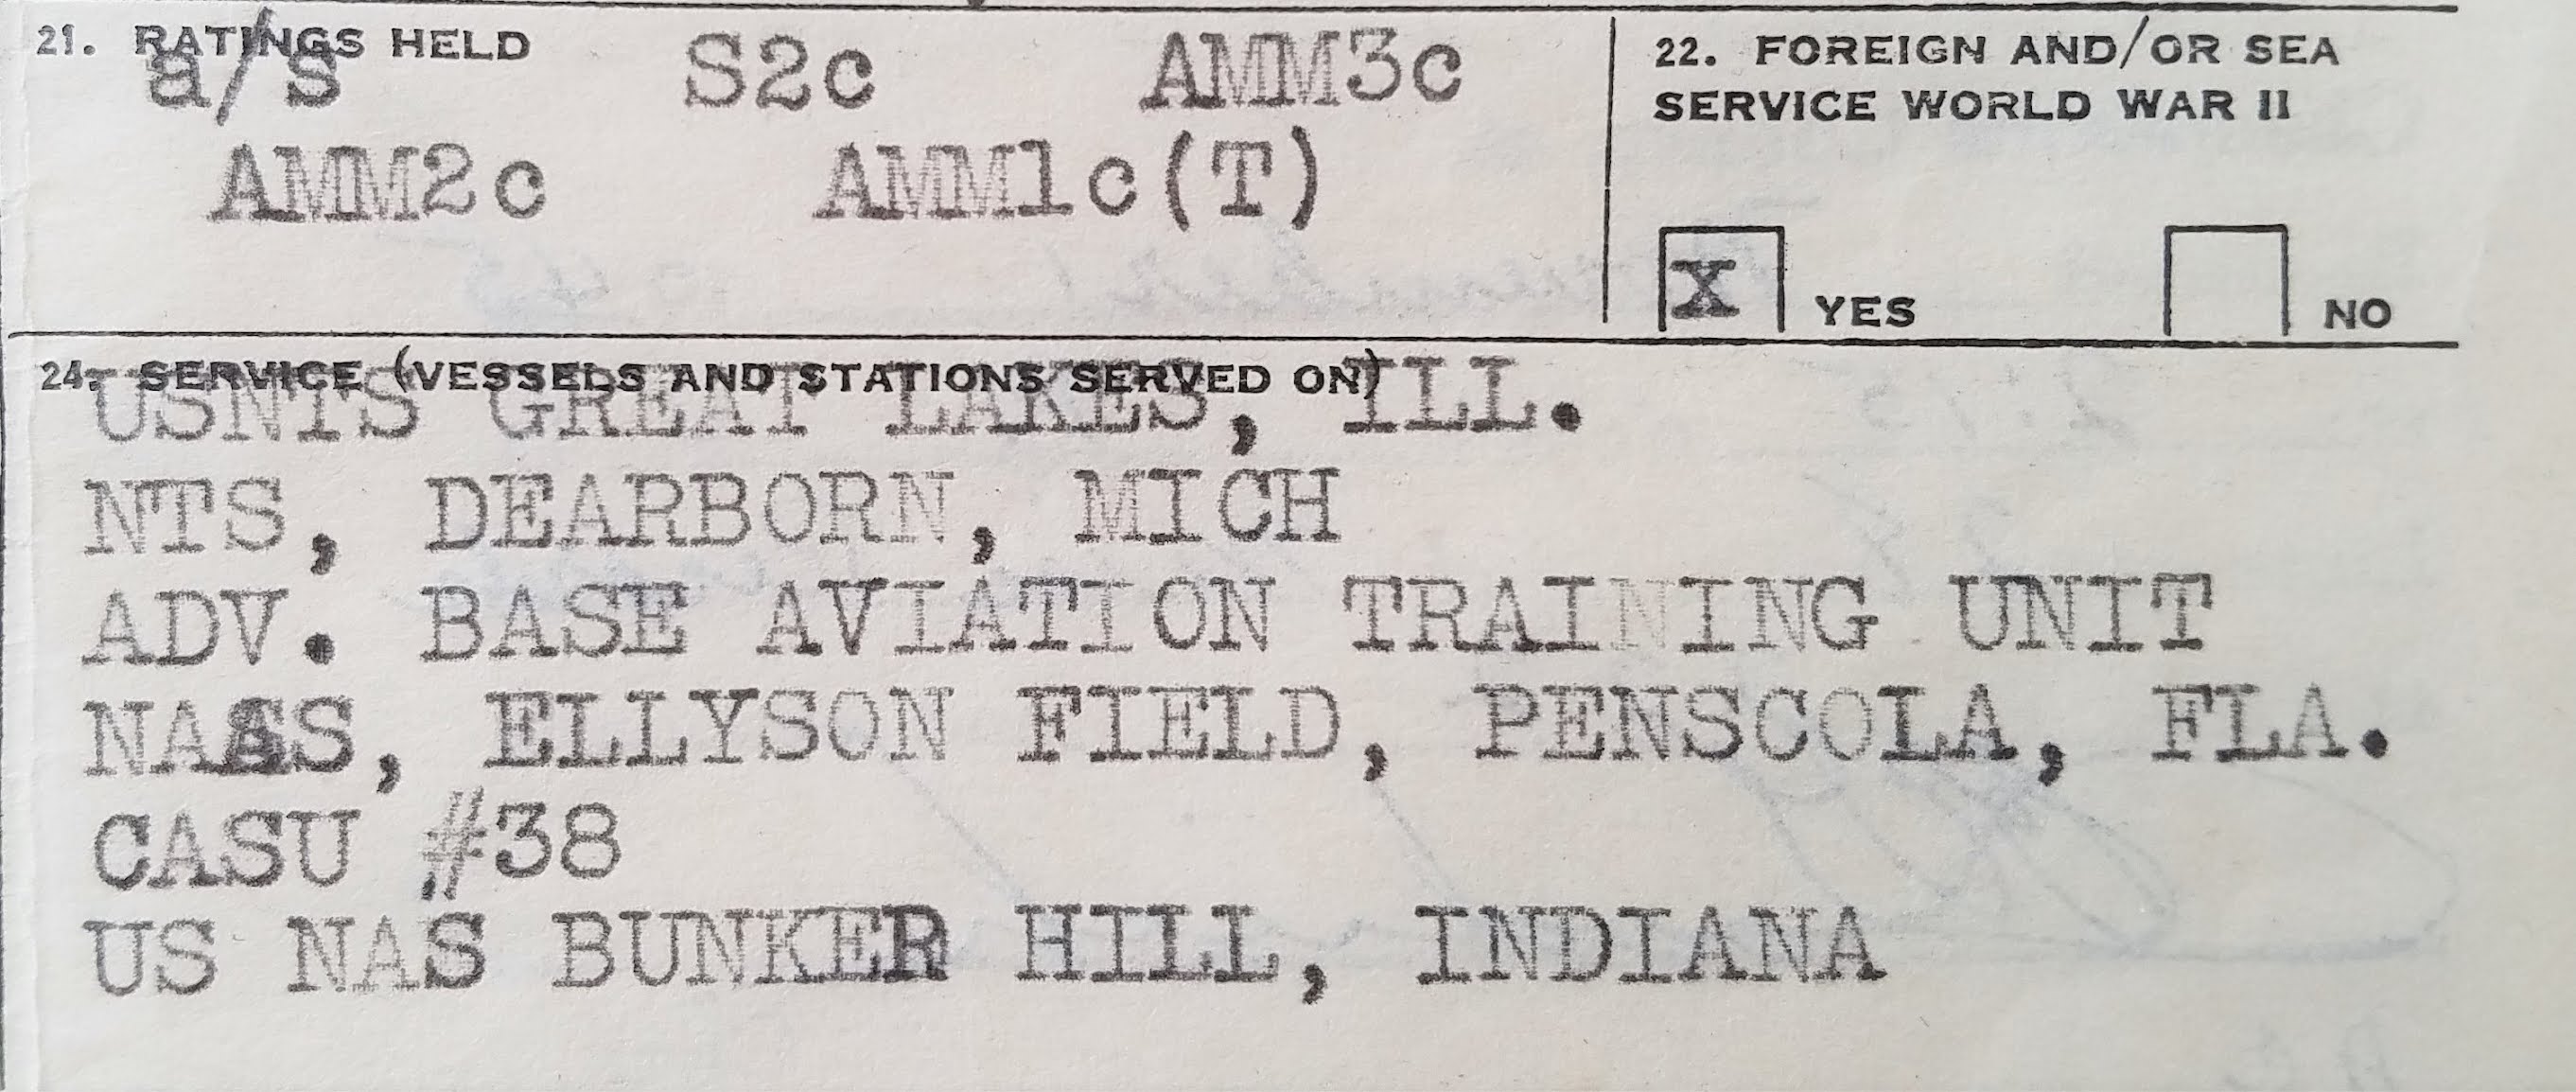 21. RATINGS HELD
a/s S2c AMM3c
AMM2c AMM1c(T)
22. FOREIGN AND/OR SEA
SERVICE WORLD WAR II
X YES NO
24. SERVICE (VESSELS AND STATIONS SERVED ON)
USNTS GREAT LAKES, ILL.
NTS, DEARBORN, MICH
ADV. BASE AVIATION TRAINING UNIT
NAAS, ELLYSON FIELD, PENSCOLA, FLA.
CASU #38
US NAS BUNKER HILL, INDIANA